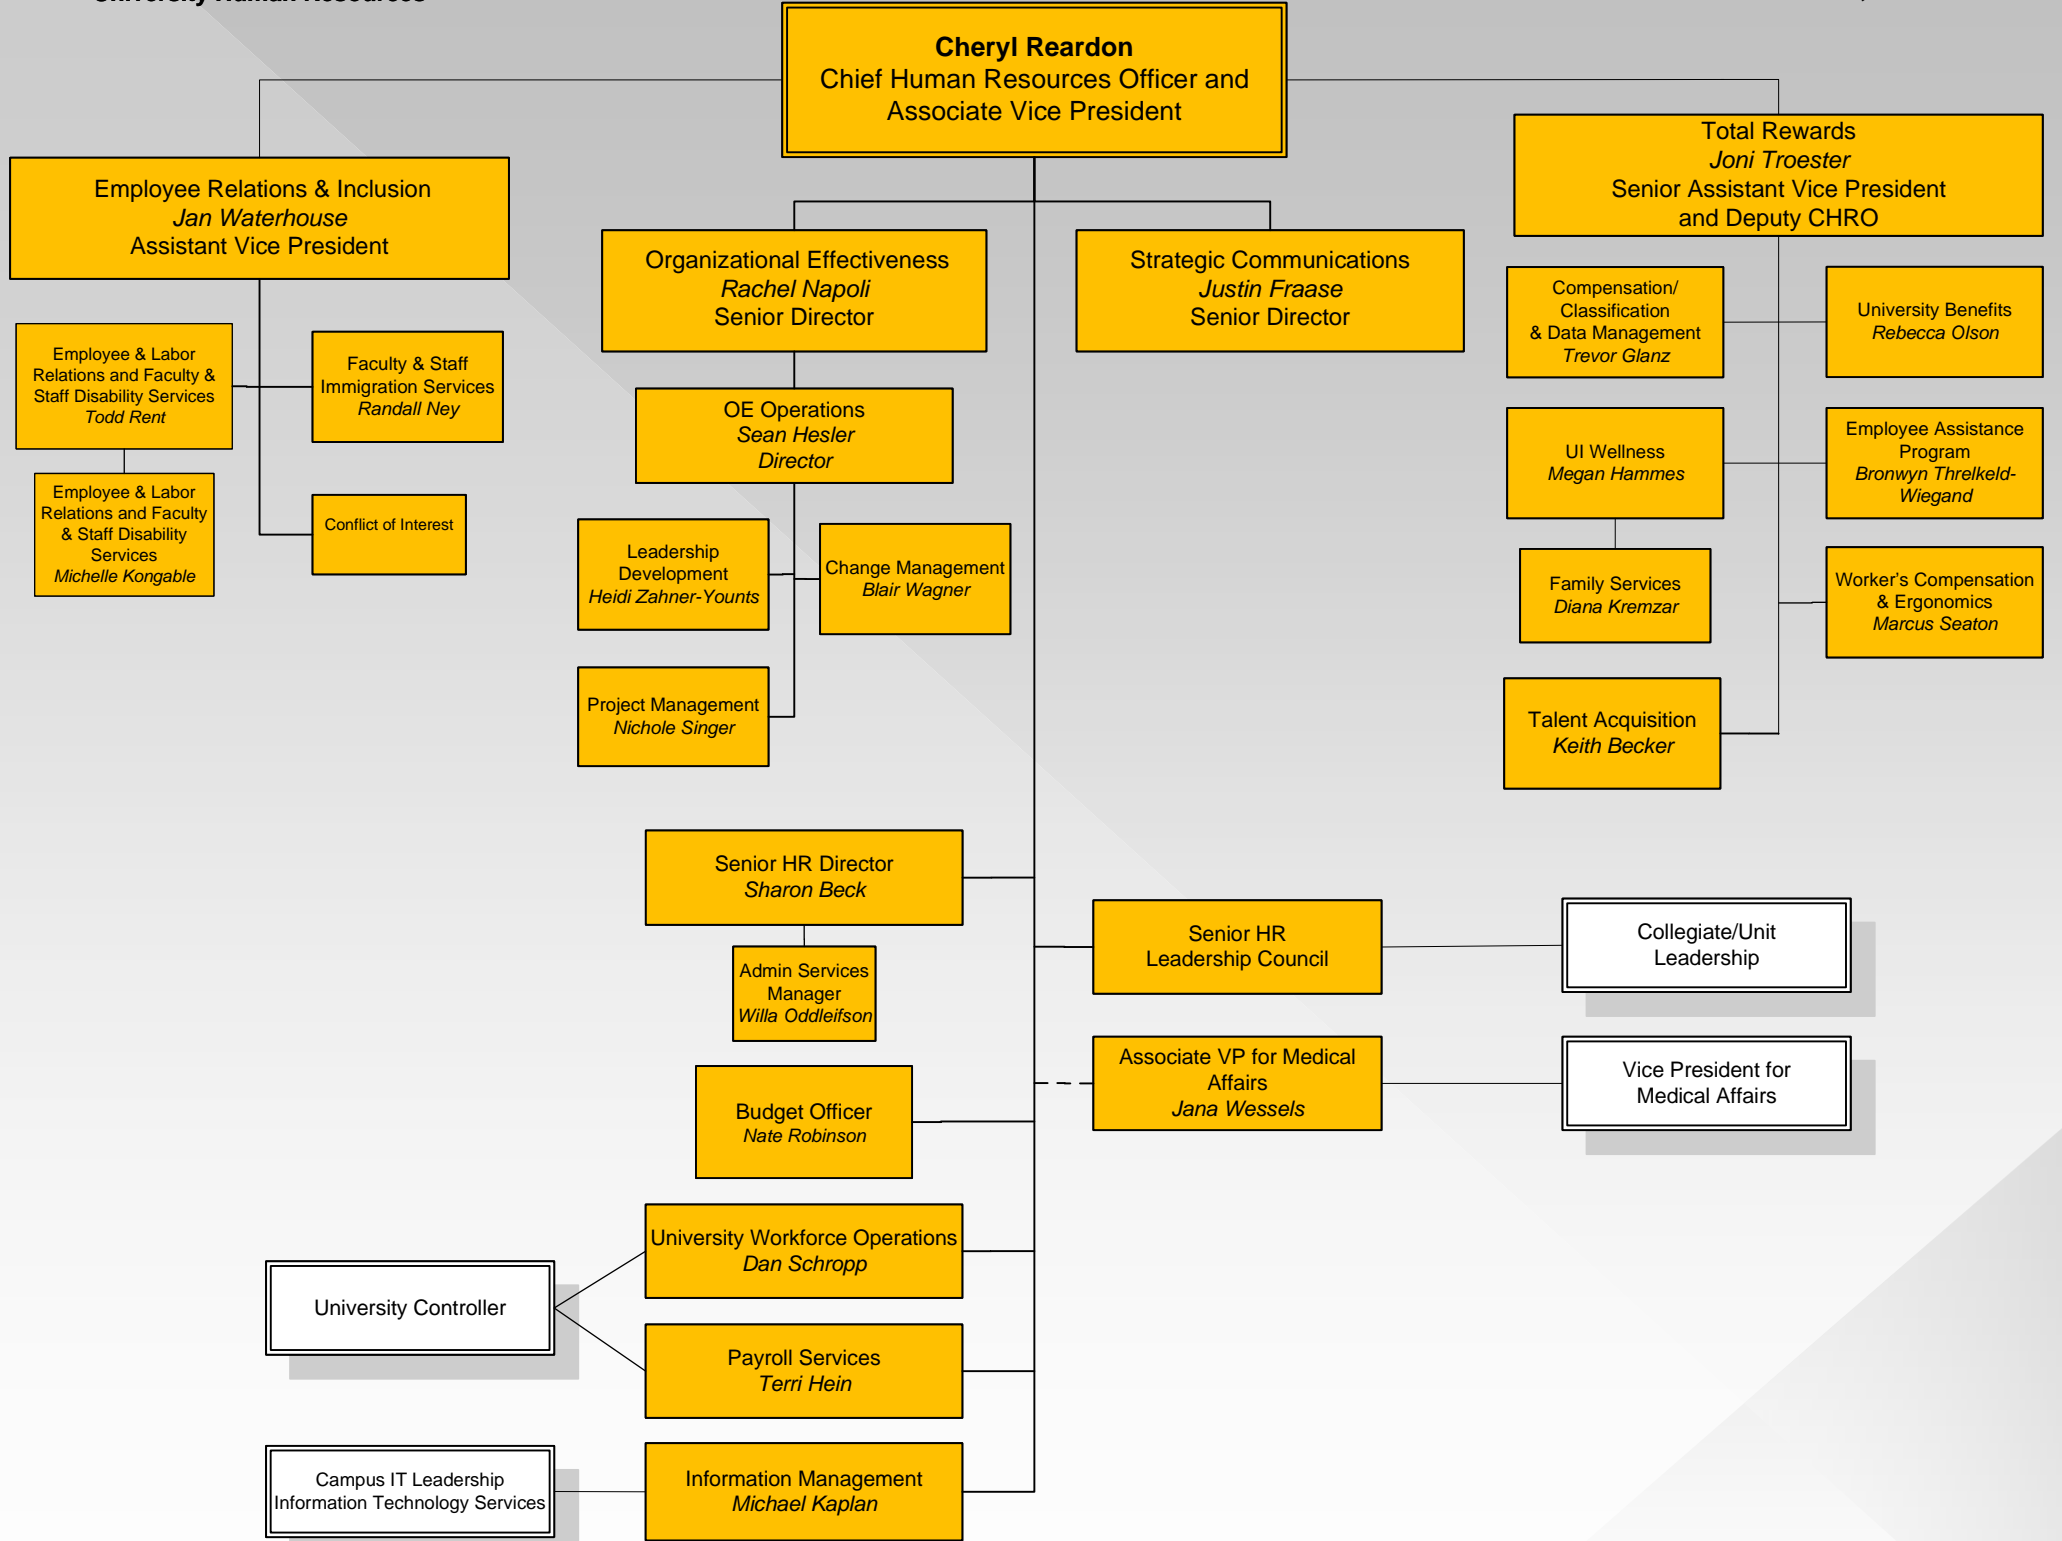 University Human Resources
Cheryl Reardon
Chief Human Resources Officer and
Associate Vice President
Employee Relations & Inclusion
Jan Waterhouse
Assistant Vice President
Total Rewards
Joni Troester
Senior Assistant Vice President
and Deputy CHRO
Organizational Effectiveness
Rachel Napoli
Senior Director
Strategic Communications
Justin Fraase
Senior Director
Employee & Labor
Relations and Faculty &
Staff Disability Services
Todd Rent
Faculty & Staff
Immigration Services
Randall Ney
Employee & Labor
Relations and Faculty
& Staff Disability
Services
Michelle Kongable
Conflict of Interest
OE Operations
Sean Hesler
Director
Leadership
Development
Heidi Zahner-Younts
Change Management
Blair Wagner
Project Management
Nichole Singer
Compensation/
Classification
& Data Management
Trevor Glanz
University Benefits
Rebecca Olson
UI Wellness
Megan Hammes
Employee Assistance
Program
Bronwyn Threlkeld-
Wiegand
Family Services
Diana Kremzar
Worker’s Compensation
& Ergonomics
Marcus Seaton
Talent Acquisition
Keith Becker
Senior HR Director
Sharon Beck
Admin Services
Manager
Willa Oddleifson
Senior HR
Leadership Council
Collegiate/Unit
Leadership
Associate VP for Medical
Affairs
Jana Wessels
Vice President for
Medical Affairs
Budget Officer
Nate Robinson
University Workforce Operations
Dan Schropp
University Controller
Payroll Services
Terri Hein
Campus IT Leadership
Information Technology Services
Information Management
Michael Kaplan